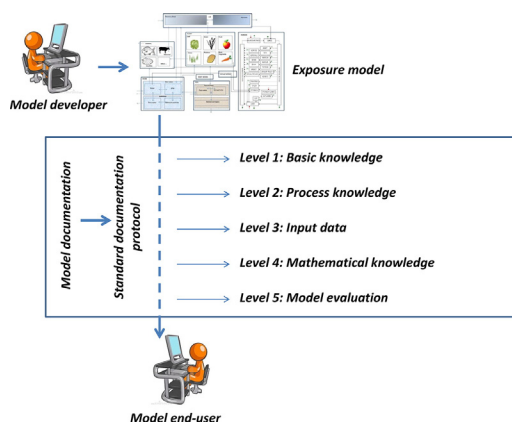 Exposure model
Model developer
Model documentation
Standard documentation
protocol
Level 1: Basic knowledge
Level 2: Process knowledge
Level 3: Input data
Level 4: Mathematical knowledge
Level 5: Model evaluation
Model end-user